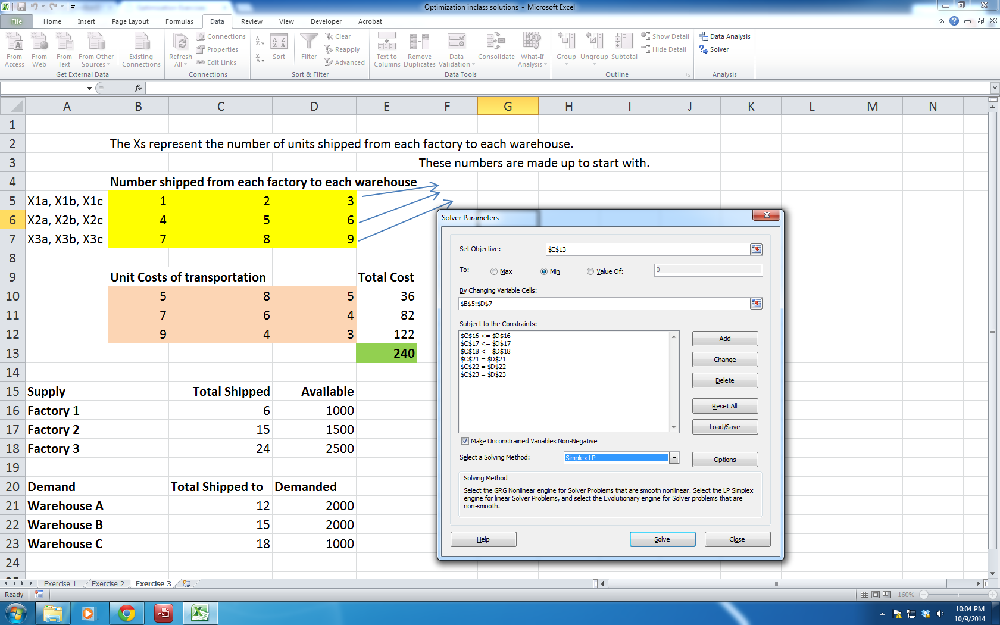 Optimization inclass solutions - Microsoft Excel
File Home Insert Page Layout Formulas Data Review View Developer Acrobat
From Access
From Web
From Text
From Other Sources
Existing Connections
Get External Data
Refresh All
Connections
Properties
Edit Links
Connections
Sort
Filter
Clear
Reapply
Advanced
Sort & Filter
Text to Columns
Remove Duplicates
Data Validation
Consolidate
What-If Analysis
Data Tools
Group
Ungroup
Subtotal
Show Detail
Hide Detail
Outline
Data Analysis
Solver
Analysis
fx
A B C D E F G H I J K L M N
1
2 The Xs represent the number of units shipped from each factory to each warehouse.
3 These numbers are made up to start with.
4 Number shipped from each factory to each warehouse
5 X1a, X1b, X1c 1 2 3
6 X2a, X2b, X2c 4 5 6
7 X3a, X3b, X3c 7 8 9
8
9 Unit Costs of transportation Total Cost
10 5 8 5 36
11 7 6 4 82
12 9 4 3 122
13 240
14
15 Supply Total Shipped Available
16 Factory 1 6 1000
17 Factory 2 15 1500
18 Factory 3 24 2500
19
20 Demand Total Shipped to Demanded
21 Warehouse A 12 2000
22 Warehouse B 15 2000
23 Warehouse C 18 1000
24
Solver Parameters
Set Objective: $E$13
To: Max Min Value Of: 0
By Changing Variable Cells:
$B$5:$D$7
Subject to the Constraints:
$C$16 <= $D$16
$C$17 <= $D$17
$C$18 <= $D$18
$C$21 = $D$21
$C$22 = $D$22
$C$23 = $D$23
Add
Change
Delete
Reset All
Load/Save
Make Unconstrained Variables Non-Negative
Select a Solving Method: Simplex LP
Options
Solving Method
Select the GRG Nonlinear engine for Solver Problems that are smooth nonlinear. Select the LP Simplex
engine for linear Solver Problems, and select the Evolutionary engine for Solver problems that are
non-smooth.
Help Solve Close
Exercise 1 Exercise 2 Exercise 3
Ready 160%
MP3
10:04 PM
10/9/2014